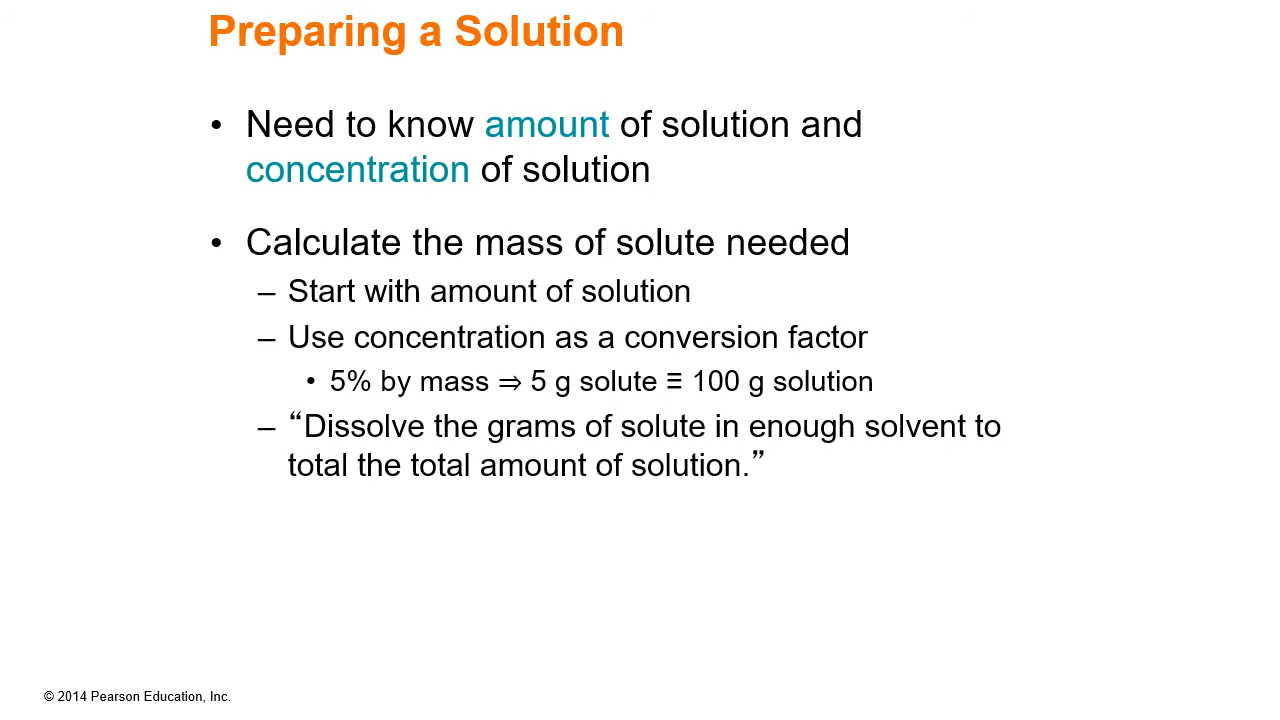 Preparing a Solution
• Need to know amount of solution and
concentration of solution
• Calculate the mass of solute needed
– Start with amount of solution
– Use concentration as a conversion factor
• 5% by mass ⇒ 5 g solute ≡ 100 g solution
– “Dissolve the grams of solute in enough solvent to
total the total amount of solution.”
© 2014 Pearson Education, Inc.